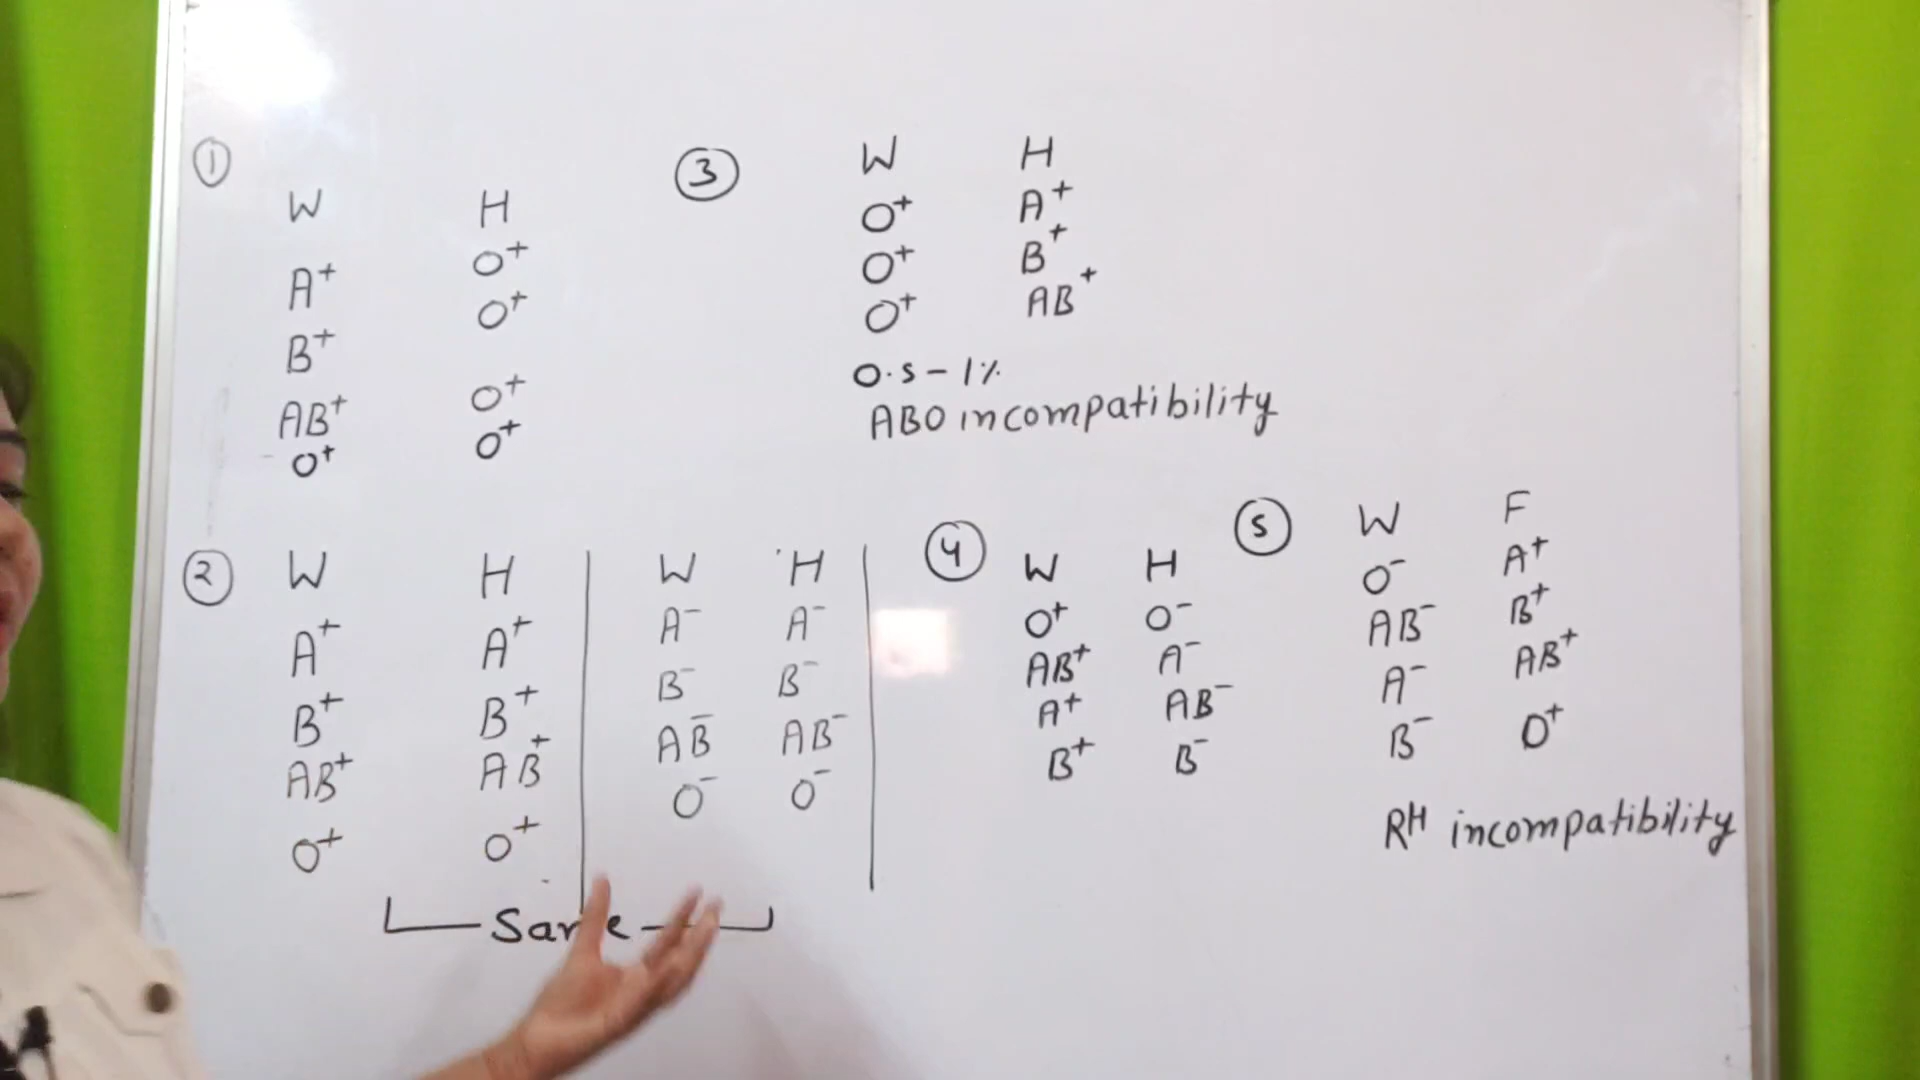 ①
W H
O+
A+
O+
B+
AB+ O+
O+ O+
③ W H
O+ A+
O+ B+
O+ AB+
0.5-1%
ABO incompatibility
② W H
A+ A+
B+ B+
AB+ AB+
O+ O+
W H
A- A-
B- B-
AB- AB-
O- O-
Same
④ W H
O+ O-
AB+ A-
A+ AB-
B+ B-
⑤ W F
O- A+
AB- B+
A- AB+
B- O+
RH incompatibility